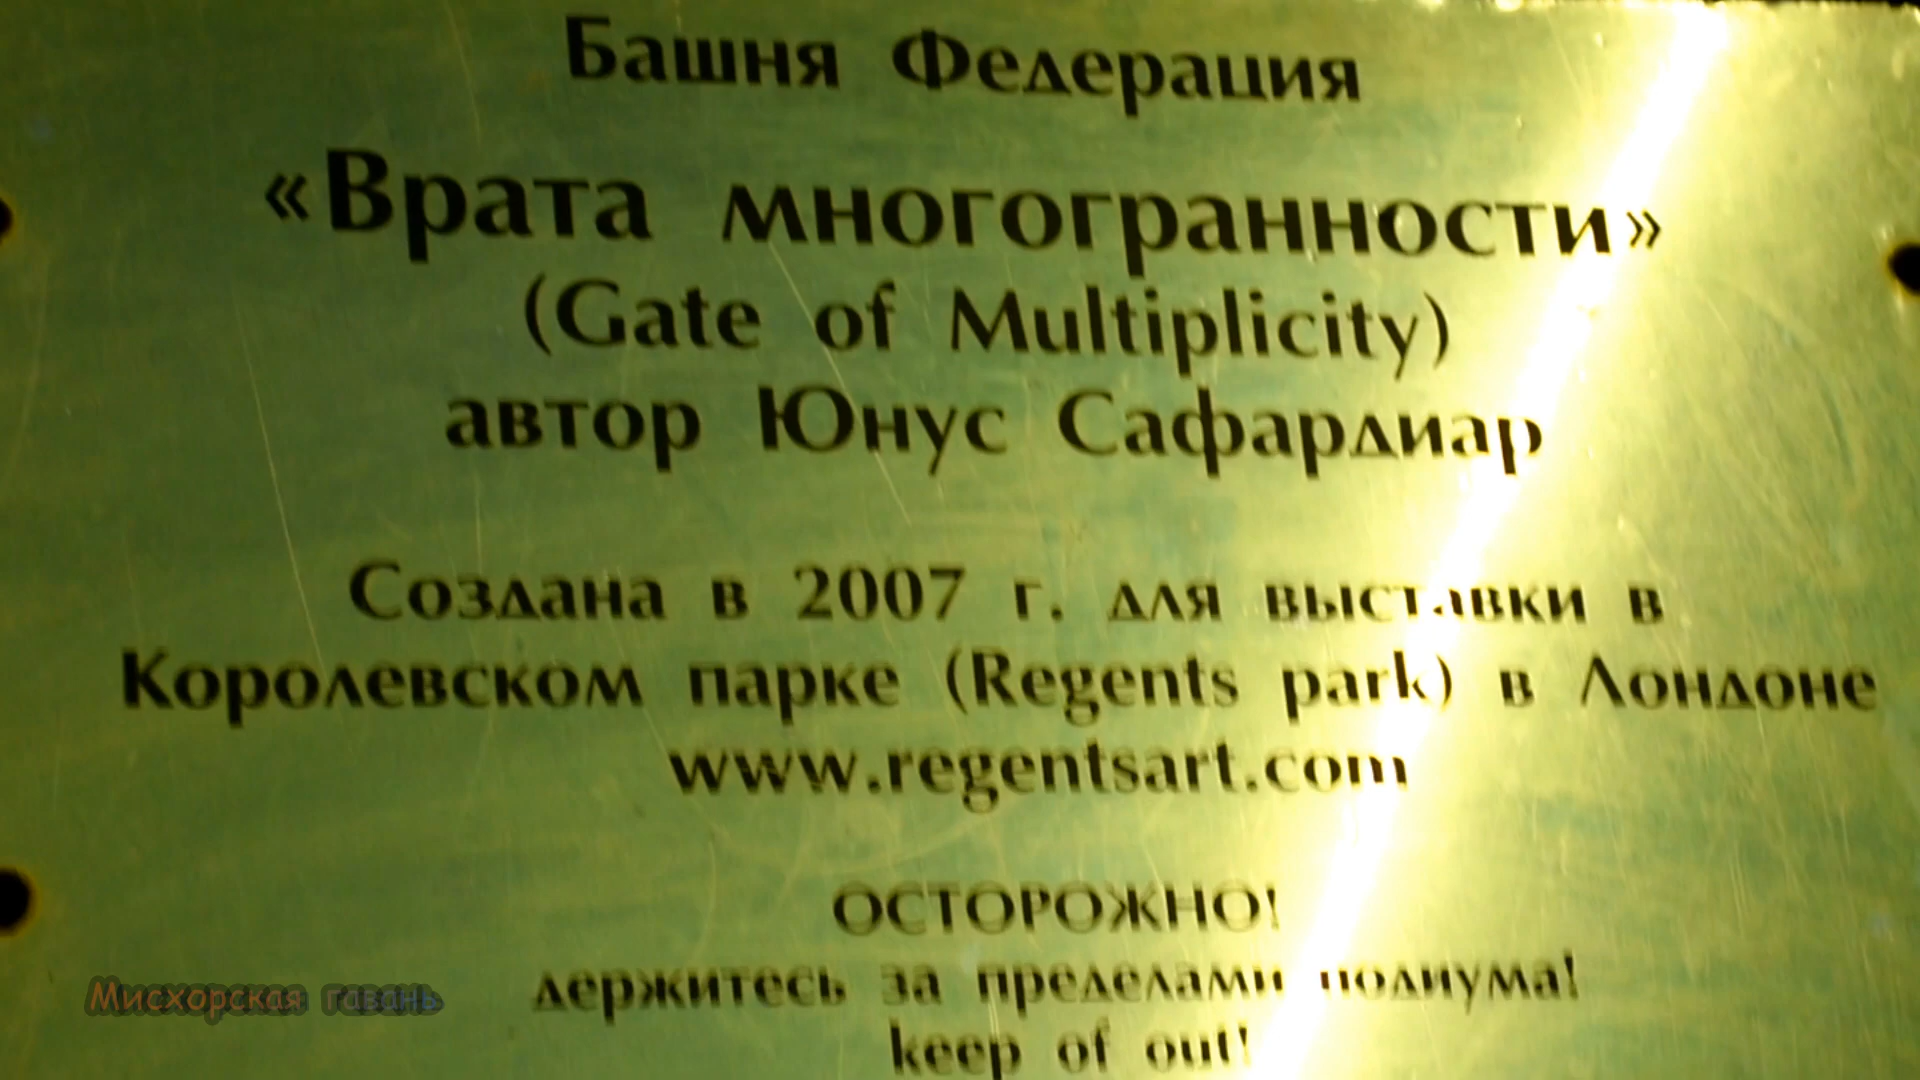 Башня Федерация
«Врата многогранности»
(Gate of Multiplicity)
автор Юнус Сафардиар
Создана в 2007 г. для выставки в
Королевском парке (Regents park) в Лондоне
www.regentsart.com
ОСТОРОЖНО!
держитесь за пределами подиума!
keep of out!
Мисхорская гавань